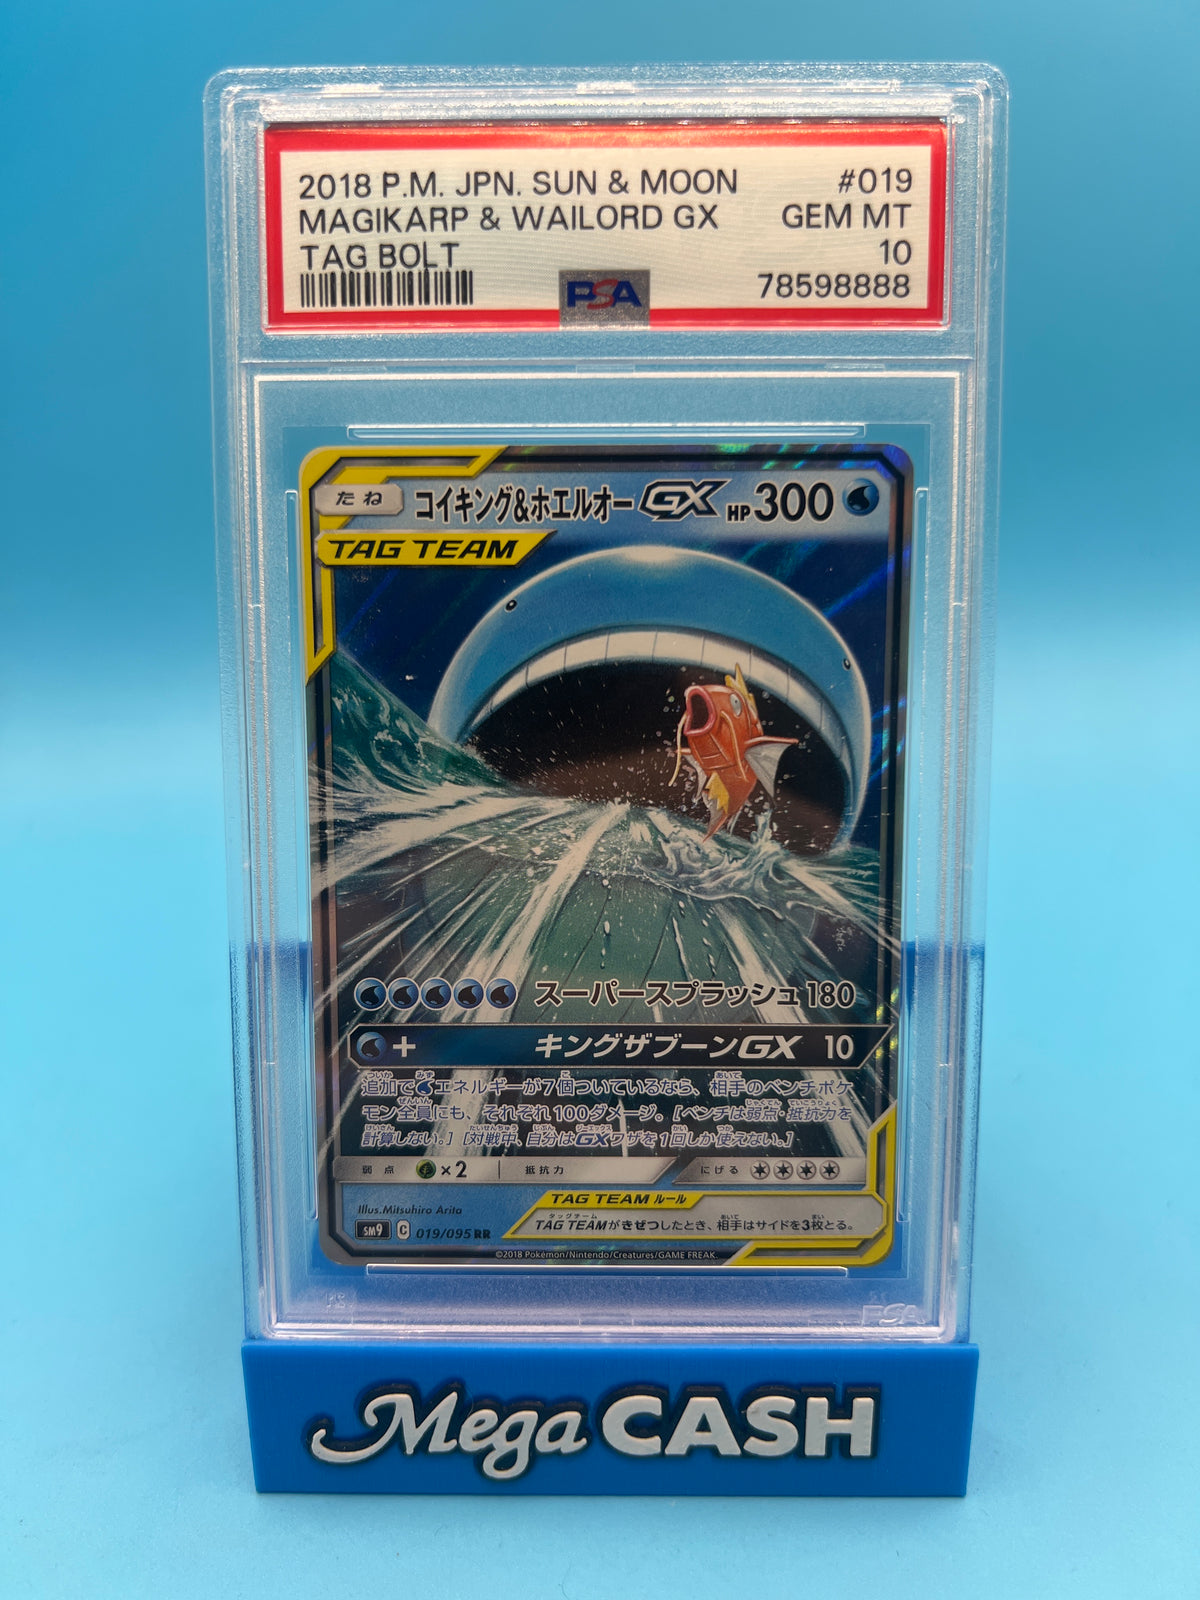 2018 P.M. JPN. SUN & MOON #019
MAGIKARP & WAILORD GX GEM MT
TAG BOLT 10
PSA 78598888
たね コイキング&ホエルオーGX HP300
TAG TEAM
スーパースプラッシュ 180
+ キングザブーンGX 10
追加でエネルギーが7個ついているなら、相手のベンチポケ
モン全員にも、それぞれ100ダメージ。[ベンチは弱点・抵抗力を
計算しない。] [対戦中、自分はGXワザを1回しか使えない。]
弱点 ×2 抵抗力 にげる
Illus.Mitsuhiro Arita
TAG TEAM ルール
TAG TEAMがきぜつしたとき、相手はサイドを3枚とる。
SM9 C 019/095 RR
©2018 Pokémon/Nintendo/Creatures/GAME FREAK.
PSA
Mega CASH